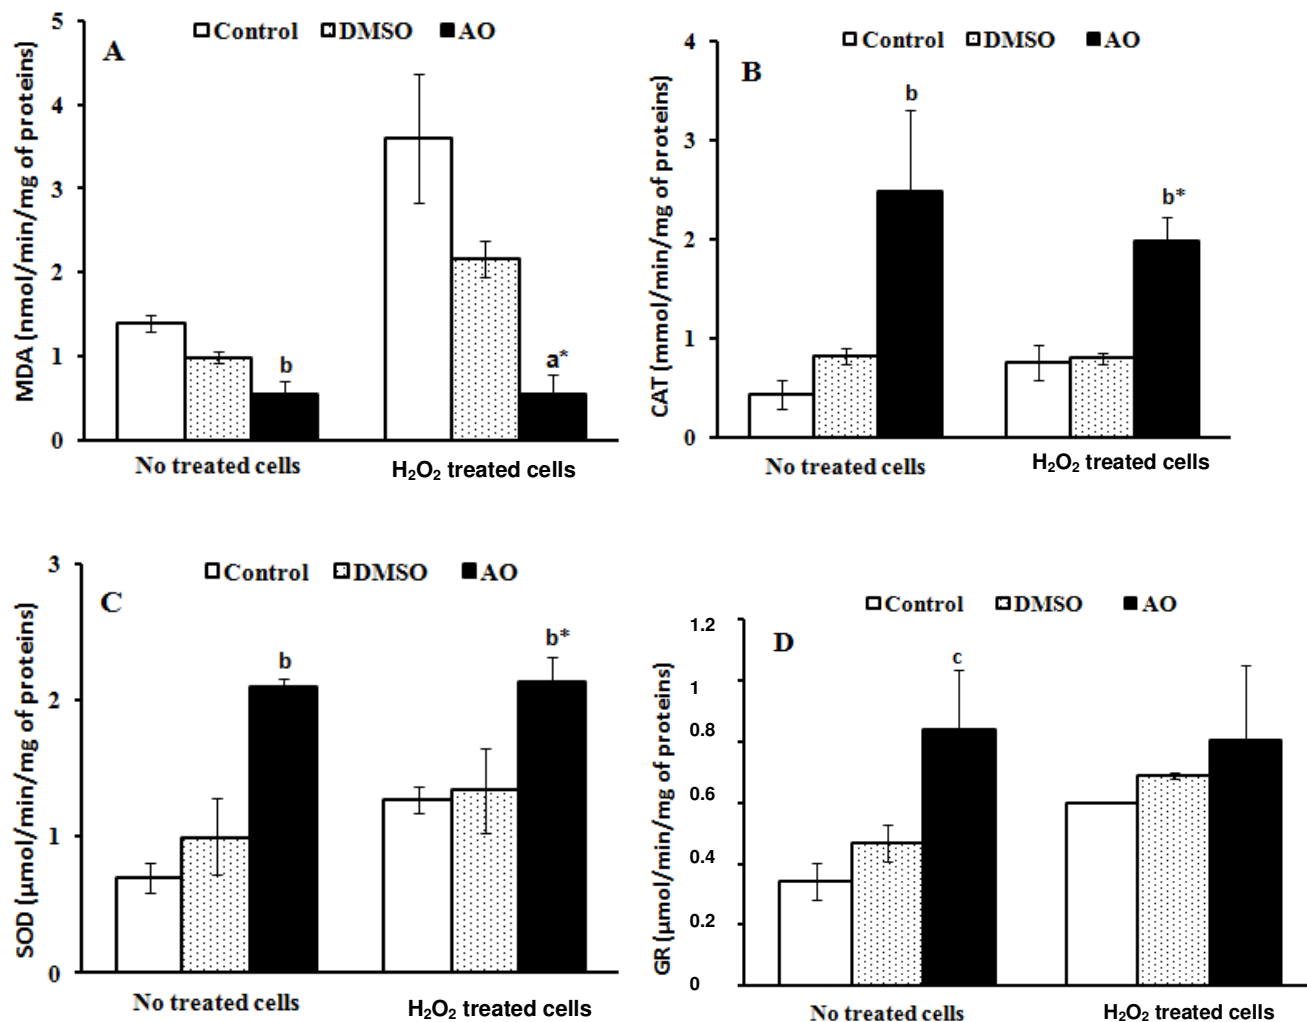 A
Control DMSO AO
MDA (nmol/min/mg of proteins)
5
4
3
2
1
0
b
a*
No treated cells
H₂O₂ treated cells
B
Control DMSO AO
CAT (mmol/min/mg of proteins)
4
3
2
1
0
b
b*
No treated cells
H₂O₂ treated cells
C
Control DMSO AO
SOD (µmol/min/mg of proteins)
3
2
1
0
b
b*
No treated cells
H₂O₂ treated cells
D
Control DMSO AO
GR (µmol/min/mg of proteins)
1.2
1
0.8
0.6
0.4
0.2
0
c
No treated cells
H₂O₂ treated cells